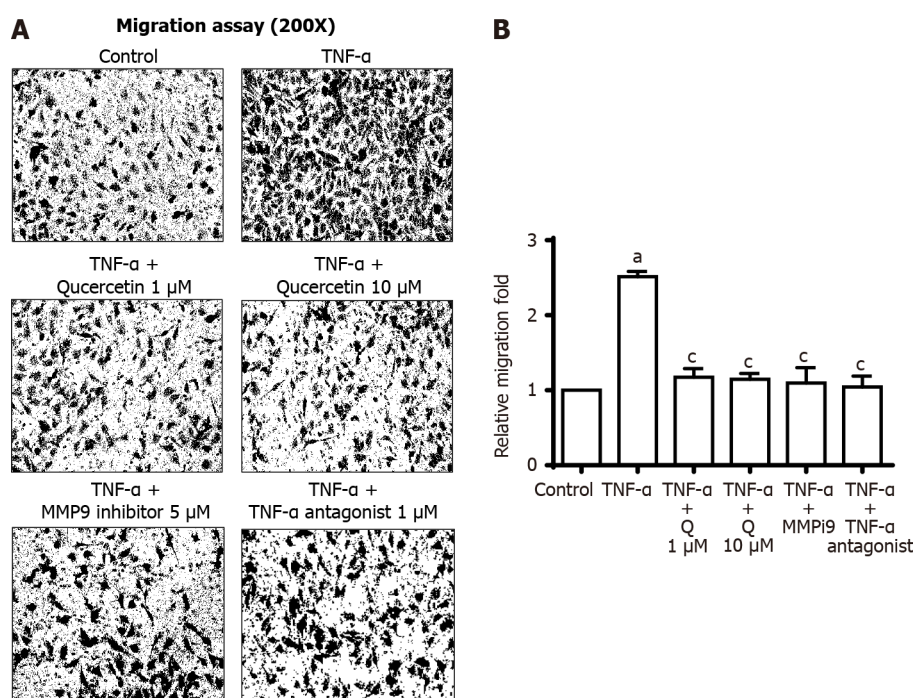 A
Migration assay (200X)
Control
TNF-α
TNF-α +
Qucercetin 1 μM
TNF-α +
Qucercetin 10 μM
TNF-α +
MMP9 inhibitor 5 μM
TNF-α +
TNF-α antagonist 1 μM
B
Relative migration fold
3
2
1
0
a
c
c
c
c
Control
TNF-α
TNF-α
+
Q
1 μM
TNF-α
+
Q
10 μM
TNF-α
+
MMPi9
TNF-α
+
TNF-α
antagonist